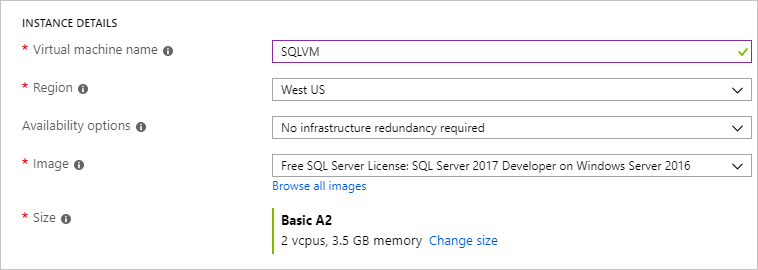 INSTANCE DETAILS
* Virtual machine name
SQLVM
* Region
West US
Availability options
No infrastructure redundancy required
* Image
Free SQL Server License: SQL Server 2017 Developer on Windows Server 2016
Browse all images
* Size
Basic A2
2 vcpus, 3.5 GB memory Change size